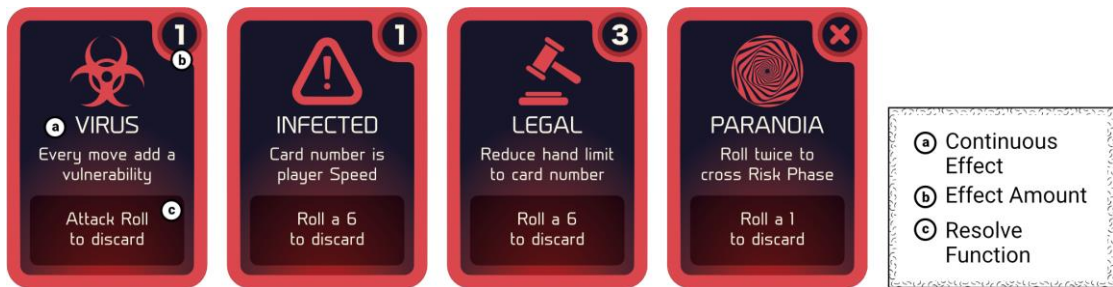 1
b
a VIRUS
Every move add a
vulnerability
Attack Roll
to discard
c
1
INFECTED
Card number is
player Speed
Roll a 6
to discard
3
LEGAL
Reduce hand limit
to card number
Roll a 6
to discard
PARANOIA
Roll twice to
cross Risk Phase
Roll a 1
to discard
a Continuous
Effect
b Effect Amount
c Resolve
Function